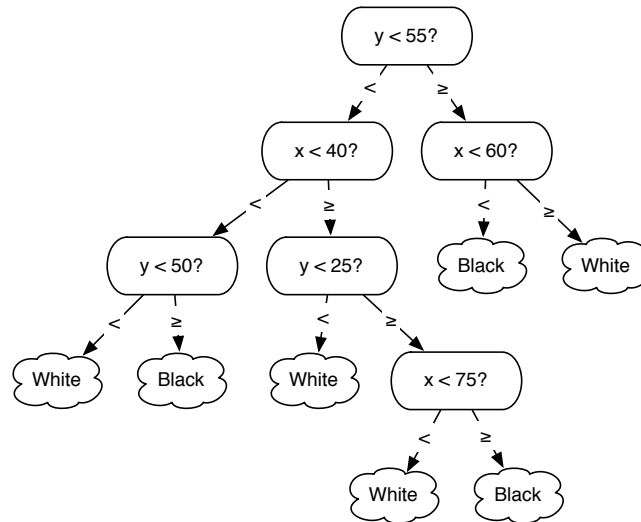 y < 55?
< ≥
x < 40? x < 60?
< ≥ < ≥
y < 50? y < 25? Black White
< ≥ < ≥
White Black White x < 75?
< ≥
White Black